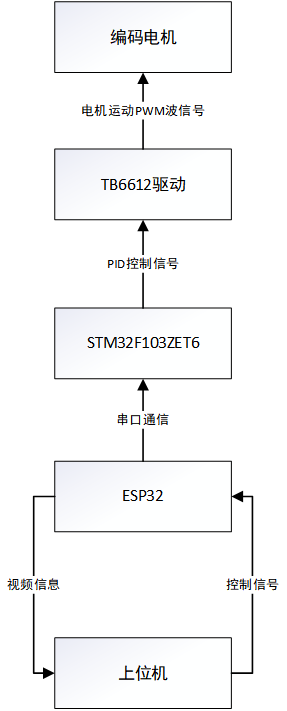 编码电机
电机运动PWM波信号
TB6612驱动
PID控制信号
STM32F103ZET6
串口通信
ESP32
视频信息
控制信号
上位机